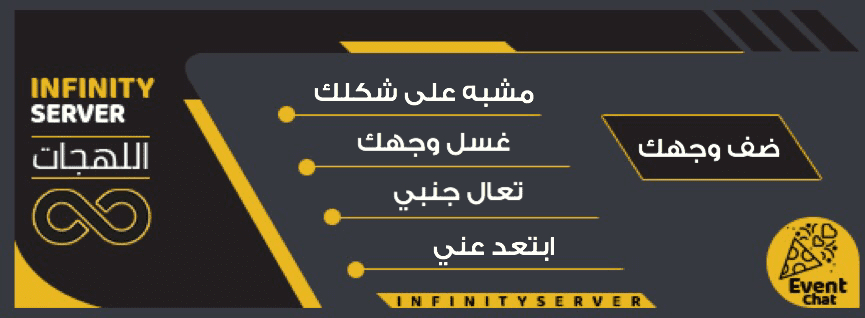 INFINITY
SERVER
اللهجات
ضف وجهك
مشبه على شكلك
غسل وجهك
تعال جنبي
ابتعد عني
INFINITYSERVER
Event
Chat